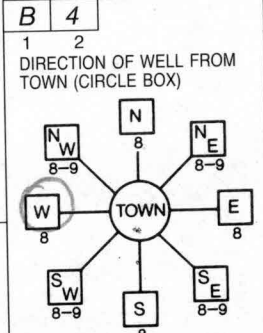 B 4
1 2
DIRECTION OF WELL FROM
TOWN (CIRCLE BOX)
N
8
NW
8-9
NE
8-9
W
8
TOWN
E
8
SW
8-9
SE
8-9
S
8